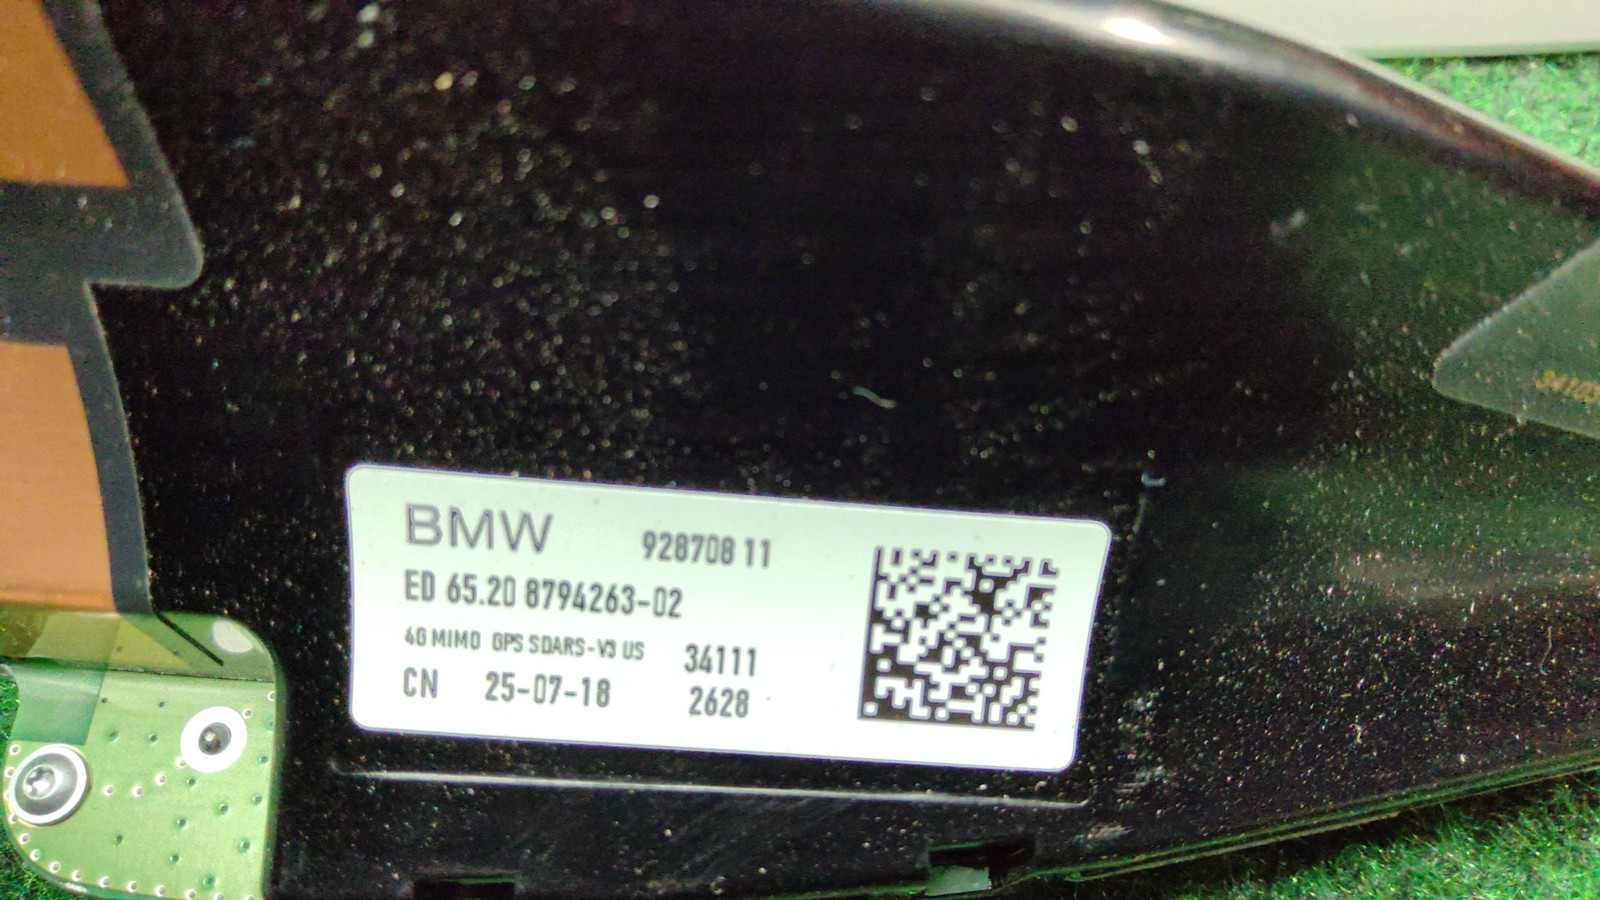 BMW 928708 11
ED 65.20 8794263-02
4G MIMO GPS SDARS-V3 US 34111
CN 25-07-18 2628